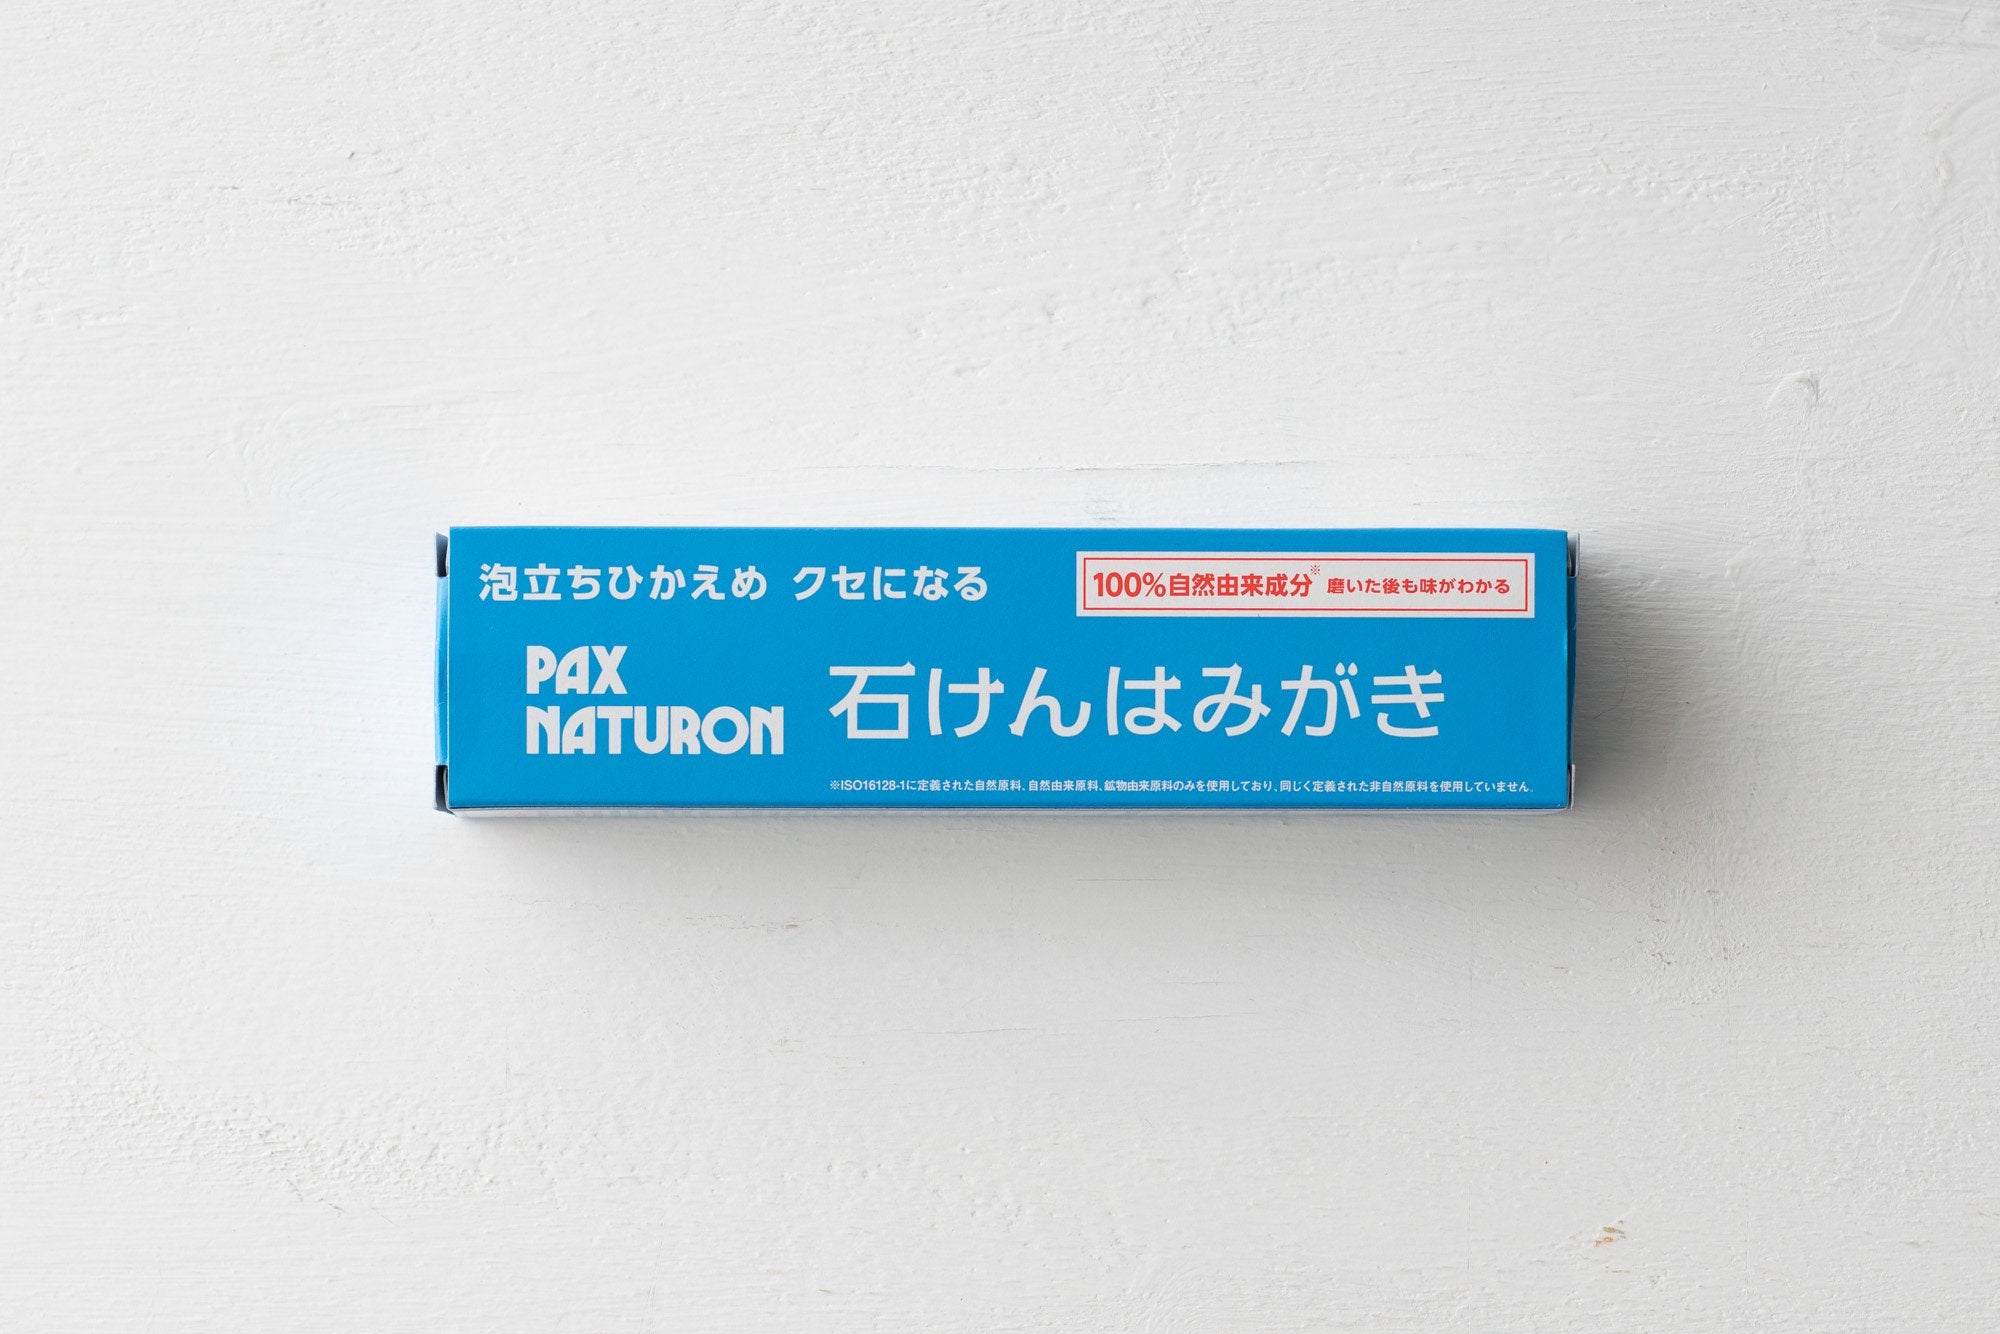 泡立ちひかえめ クセになる
100%自然由来成分※ 磨いた後も味がわかる
PAX
NATURON
石けんはみがき
※ISO16128-1に定義された自然原料、自然由来原料、鉱物由来原料のみを使用しており、同じく定義された非自然原料を使用していません。